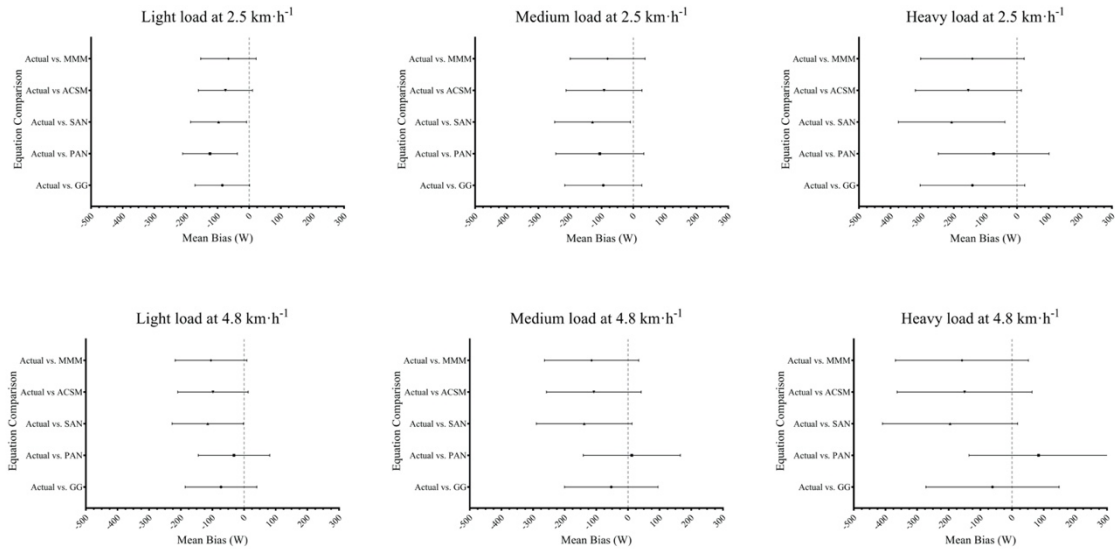 Light load at 2.5 km·h-1
Equation Comparison
Actual vs. MMM
Actual vs ACSM
Actual vs. SAN
Actual vs. PAN
Actual vs. GG
-500 -400 -300 -200 -100 0 100 200 300
Mean Bias (W)
Medium load at 2.5 km·h-1
Equation Comparison
Actual vs. MMM
Actual vs ACSM
Actual vs. SAN
Actual vs. PAN
Actual vs. GG
-500 -400 -300 -200 -100 0 100 200 300
Mean Bias (W)
Heavy load at 2.5 km·h-1
Equation Comparison
Actual vs. MMM
Actual vs ACSM
Actual vs. SAN
Actual vs. PAN
Actual vs. GG
-500 -400 -300 -200 -100 0 100 200 300
Mean Bias (W)
Light load at 4.8 km·h-1
Equation Comparison
Actual vs. MMM
Actual vs ACSM
Actual vs. SAN
Actual vs. PAN
Actual vs. GG
-500 -400 -300 -200 -100 0 100 200 300
Mean Bias (W)
Medium load at 4.8 km·h-1
Equation Comparison
Actual vs. MMM
Actual vs ACSM
Actual vs. SAN
Actual vs. PAN
Actual vs. GG
-500 -400 -300 -200 -100 0 100 200 300
Mean Bias (W)
Heavy load at 4.8 km·h-1
Equation Comparison
Actual vs. MMM
Actual vs ACSM
Actual vs. SAN
Actual vs. PAN
Actual vs. GG
-500 -400 -300 -200 -100 0 100 200 300
Mean Bias (W)